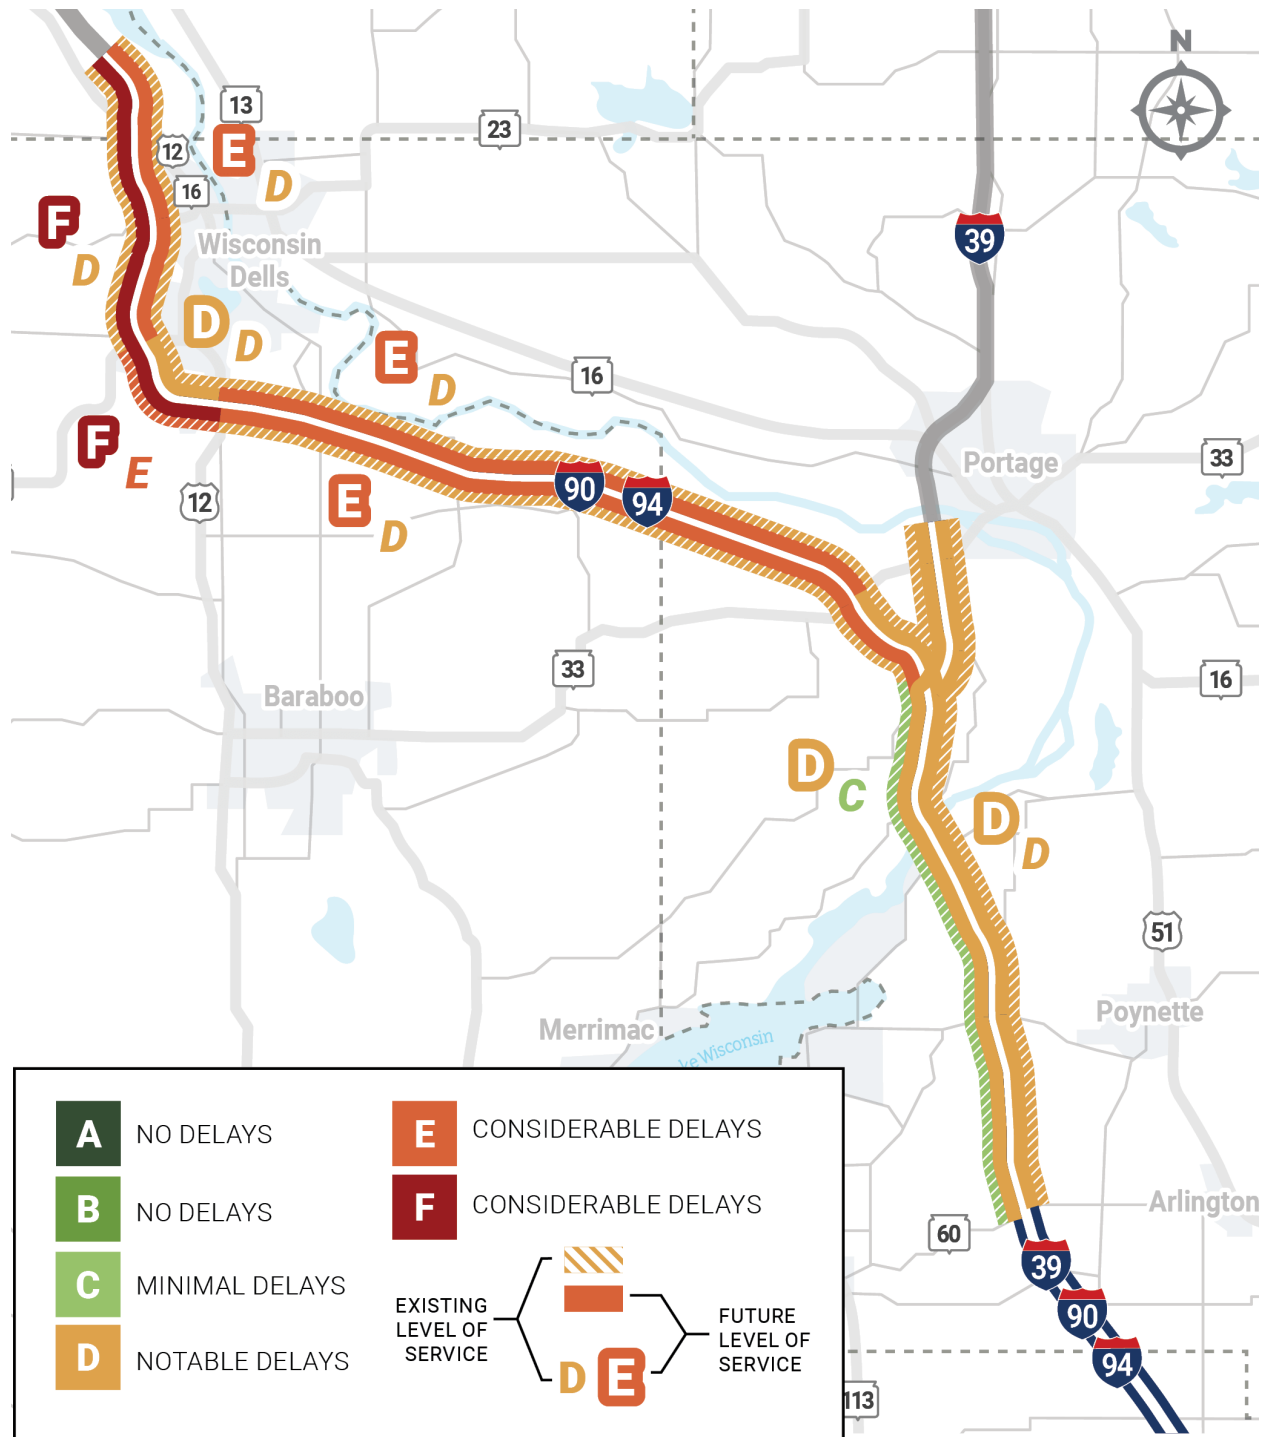 N
13
23
12
E
D
16
F
D
Wisconsin
Dells
39
D
D
E
D
16
F
E
Portage
33
12
E
D
90
94
33
16
Baraboo
D
C
D
D
51
Merrimac
Poynette
ke Wisconsin
Arlington
60
39
90
94
113
A
NO DELAYS
B
NO DELAYS
C
MINIMAL DELAYS
D
NOTABLE DELAYS
E
CONSIDERABLE DELAYS
F
CONSIDERABLE DELAYS
EXISTING
LEVEL OF
SERVICE
D
E
FUTURE
LEVEL OF
SERVICE